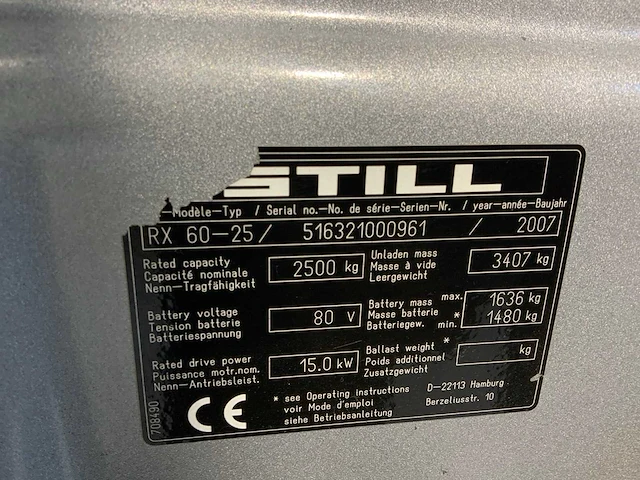 STILL
-Modèle-Typ / Serial no.-No. de série-Serien-Nr. / year-année-Baujahr
RX 60-25 / 516321000961 / 2007
Rated capacity
Capacité nominale
Nenn-Tragfähigkeit
2500 kg
Unladen mass
Masse à vide
Leergewicht
3407 kg
Battery voltage
Tension batterie
Batteriespannung
80 V
Battery mass max.
Masse batterie *
Batteriegew. min.
1636 kg
1480 kg
Rated drive power
Puissance motr.nom.
Nenn-Antriebsleist.
15.0 kW
Ballast weight *
Poids additionnel
Zusatzgewicht
kg
CE
* see Operating instructions
voir Mode d'emploi
siehe Betriebsanleitung
D-22113 Hamburg
Berzeliusstr. 10
708490